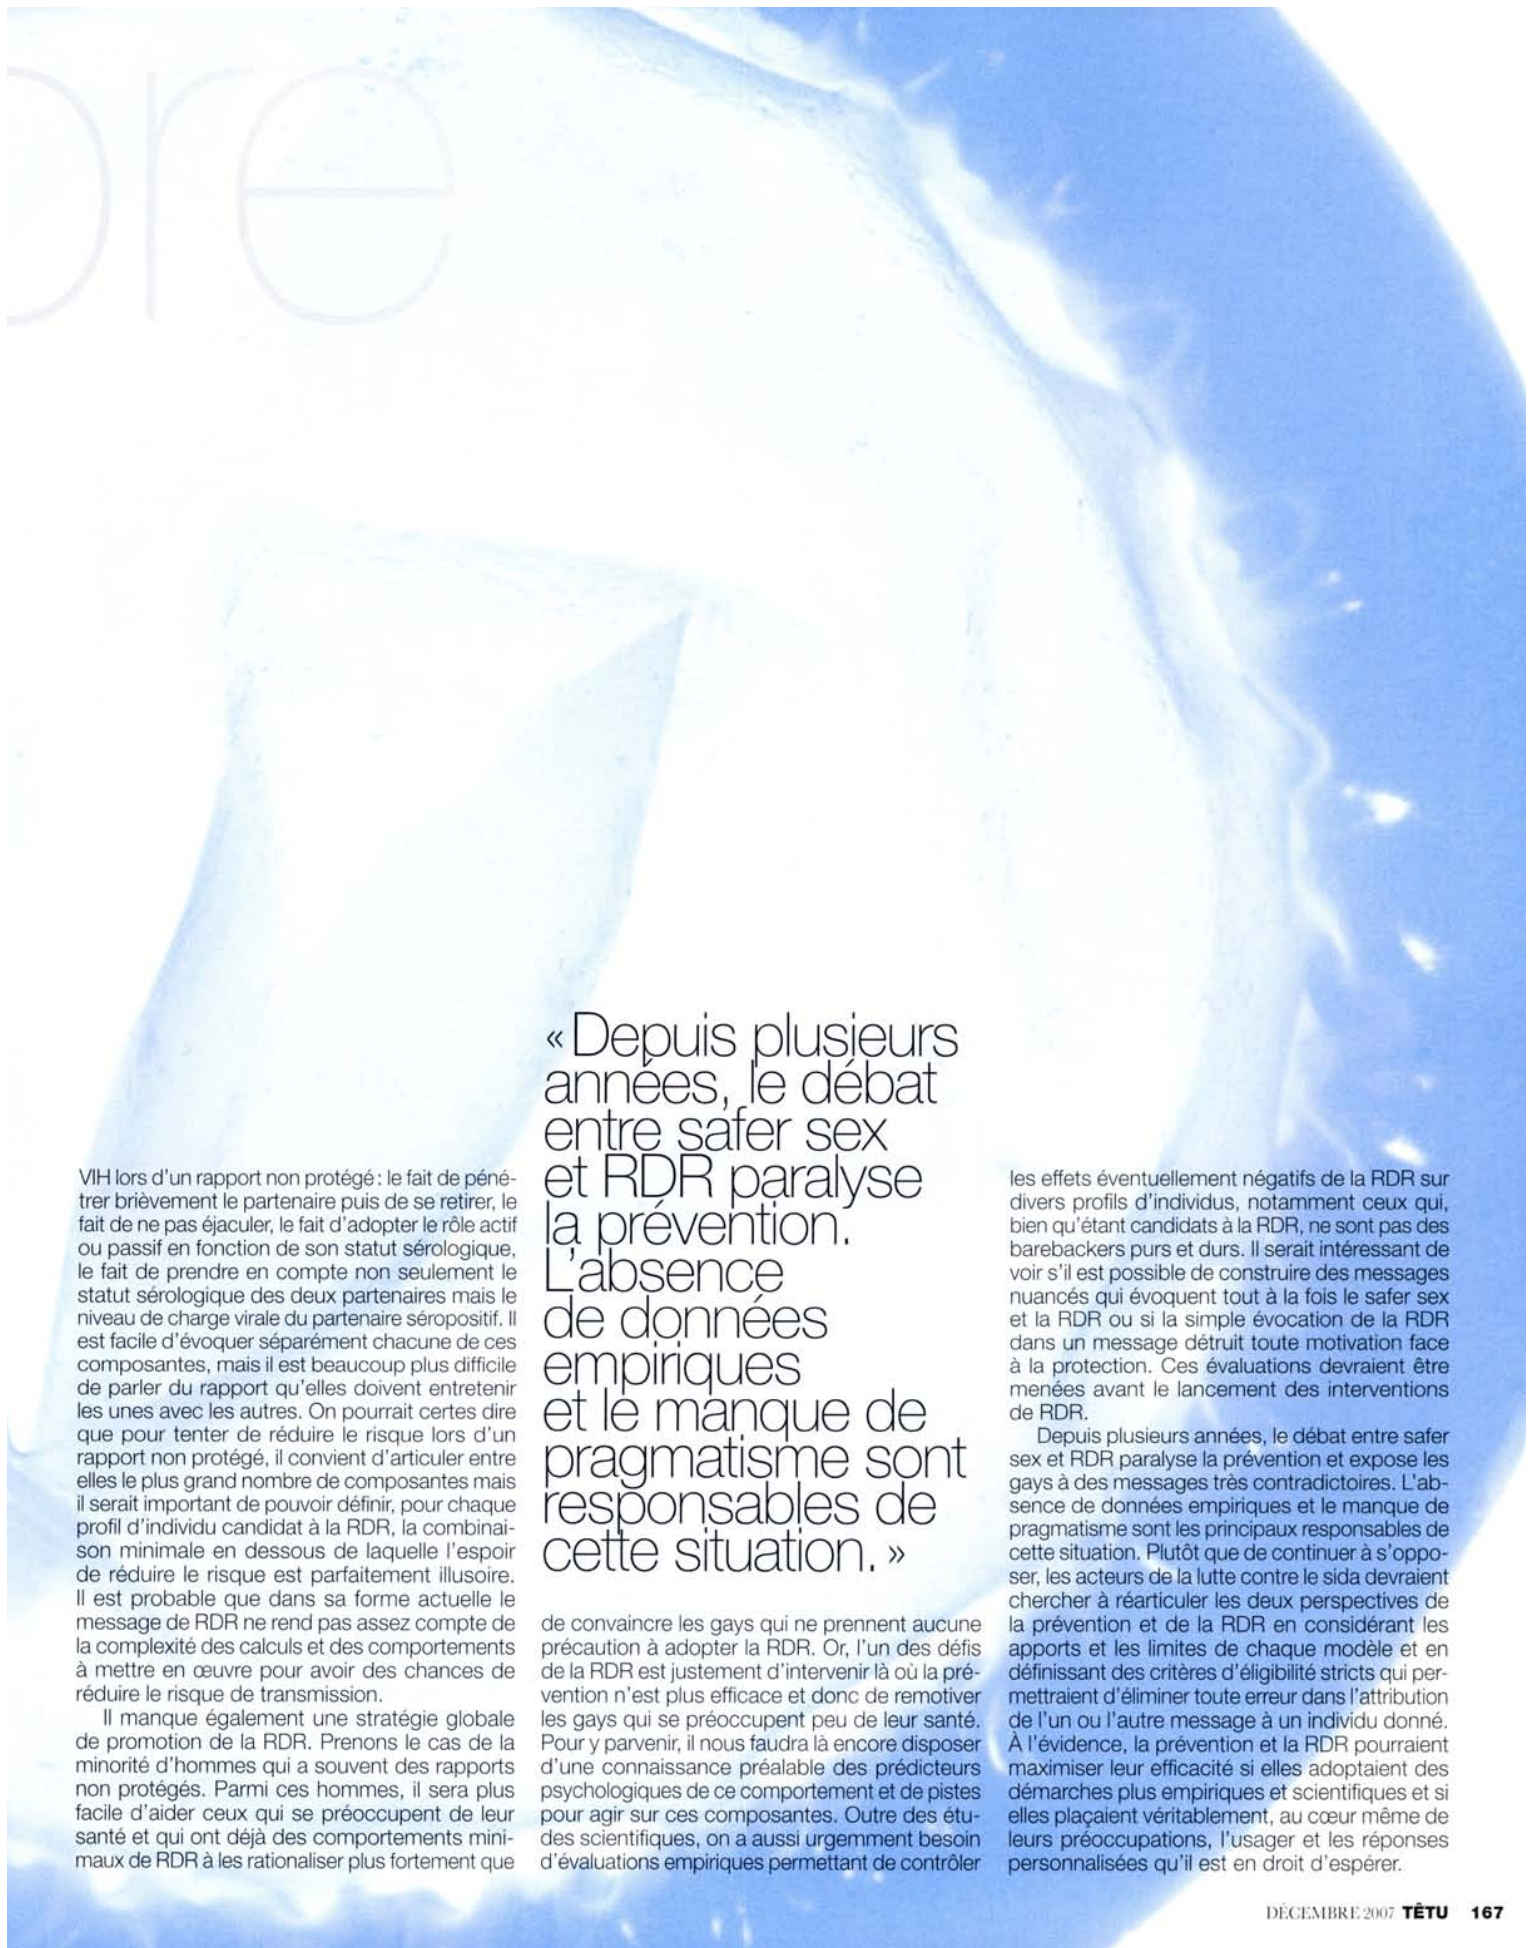 bre
VIH lors d'un rapport non protégé : le fait de péné-
trer brièvement le partenaire puis de se retirer, le
fait de ne pas éjaculer, le fait d'adopter le rôle actif
ou passif en fonction de son statut sérologique,
le fait de prendre en compte non seulement le
statut sérologique des deux partenaires mais le
niveau de charge virale du partenaire séropositif. Il
est facile d'évoquer séparément chacune de ces
composantes, mais il est beaucoup plus difficile
de parler du rapport qu'elles doivent entretenir
les unes avec les autres. On pourrait certes dire
que pour tenter de réduire le risque lors d'un
rapport non protégé, il convient d'articuler entre
elles le plus grand nombre de composantes mais
il serait important de pouvoir définir, pour chaque
profil d'individu candidat à la RDR, la combinai-
son minimale en dessous de laquelle l'espoir
de réduire le risque est parfaitement illusoire.
Il est probable que dans sa forme actuelle le
message de RDR ne rend pas assez compte de
la complexité des calculs et des comportements
à mettre en œuvre pour avoir des chances de
réduire le risque de transmission.
Il manque également une stratégie globale
de promotion de la RDR. Prenons le cas de la
minorité d'hommes qui a souvent des rapports
non protégés. Parmi ces hommes, il sera plus
facile d'aider ceux qui se préoccupent de leur
santé et qui ont déjà des comportements mini-
maux de RDR à les rationaliser plus fortement que
« Depuis plusieurs
années, le débat
entre safer sex
et RDR paralyse
la prévention.
L'absence
de données
empiriques
et le manque de
pragmatisme sont
responsables de
cette situation. »
de convaincre les gays qui ne prennent aucune
précaution à adopter la RDR. Or, l'un des défis
de la RDR est justement d'intervenir là où la pré-
vention n'est plus efficace et donc de remotiver
les gays qui se préoccupent peu de leur santé.
Pour y parvenir, il nous faudra là encore disposer
d'une connaissance préalable des prédicteurs
psychologiques de ce comportement et de pistes
pour agir sur ces composantes. Outre des étu-
des scientifiques, on a aussi urgemment besoin
d'évaluations empiriques permettant de contrôler
les effets éventuellement négatifs de la RDR sur
divers profils d'individus, notamment ceux qui,
bien qu'étant candidats à la RDR, ne sont pas des
barebackers purs et durs. Il serait intéressant de
voir s'il est possible de construire des messages
nuancés qui évoquent tout à la fois le safer sex
et la RDR ou si la simple évocation de la RDR
dans un message détruit toute motivation face
à la protection. Ces évaluations devraient être
menées avant le lancement des interventions
de RDR.
Depuis plusieurs années, le débat entre safer
sex et RDR paralyse la prévention et expose les
gays à des messages très contradictoires. L'ab-
sence de données empiriques et le manque de
pragmatisme sont les principaux responsables de
cette situation. Plutôt que de continuer à s'oppo-
ser, les acteurs de la lutte contre le sida devraient
chercher à réarticuler les deux perspectives de
la prévention et de la RDR en considérant les
apports et les limites de chaque modèle et en
définissant des critères d'éligibilité stricts qui per-
mettraient d'éliminer toute erreur dans l'attribution
de l'un ou l'autre message à un individu donné.
À l'évidence, la prévention et la RDR pourraient
maximiser leur efficacité si elles adoptaient des
démarches plus empiriques et scientifiques et si
elles plaçaient véritablement, au cœur même de
leurs préoccupations, l'usager et les réponses
personnalisées qu'il est en droit d'espérer.
DÉCEMBRE 2007 TÊTU 167